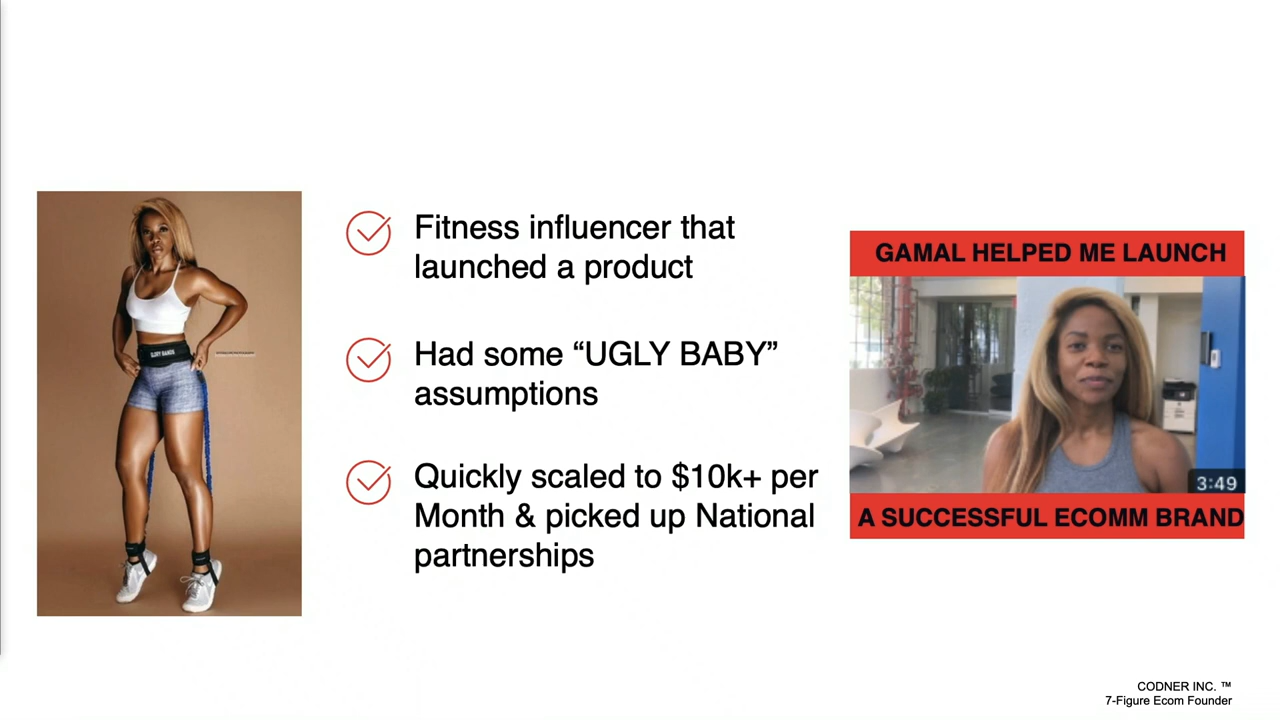 Fitness influencer that
launched a product
Had some “UGLY BABY”
assumptions
Quickly scaled to $10k+ per
Month & picked up National
partnerships
GAMAL HELPED ME LAUNCH
3:49
A SUCCESSFUL ECOMM BRAND
CODNER INC. ™
7-Figure Ecom Founder